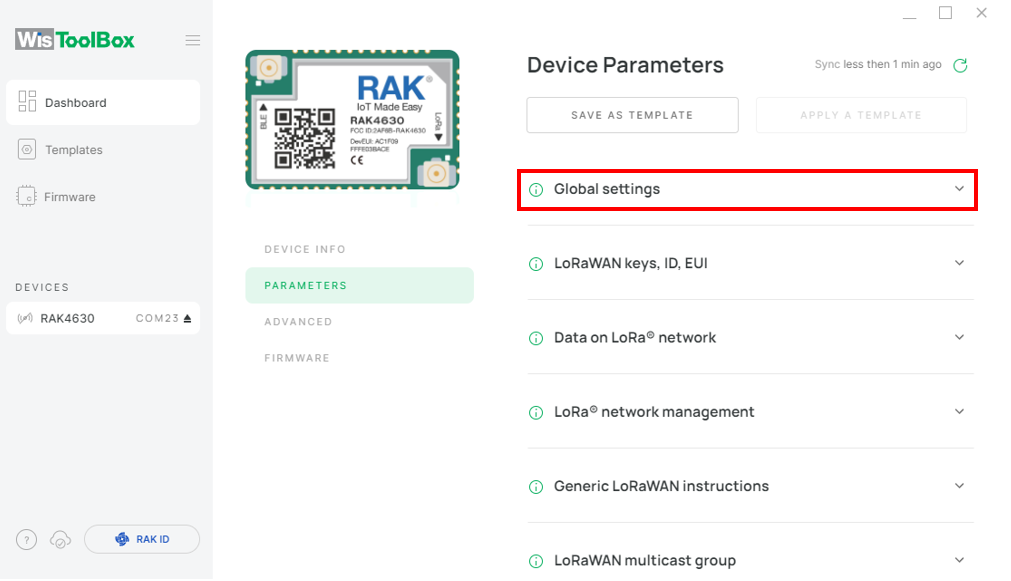 WisToolBox
Dashboard
Templates
Firmware
DEVICES
RAK4630 COM23
?
RAK ID
RAK®
IoT Made Easy
RAK4630
FCC ID:2AF6B-RAK4630
DevEUI: AC1F09
FFFE03BACE
CE
BLE
LoRa
DEVICE INFO
PARAMETERS
ADVANCED
FIRMWARE
Device Parameters
Sync less then 1 min ago
SAVE AS TEMPLATE
APPLY A TEMPLATE
Global settings
LoRaWAN keys, ID, EUI
Data on LoRa® network
LoRa® network management
Generic LoRaWAN instructions
LoRaWAN multicast group